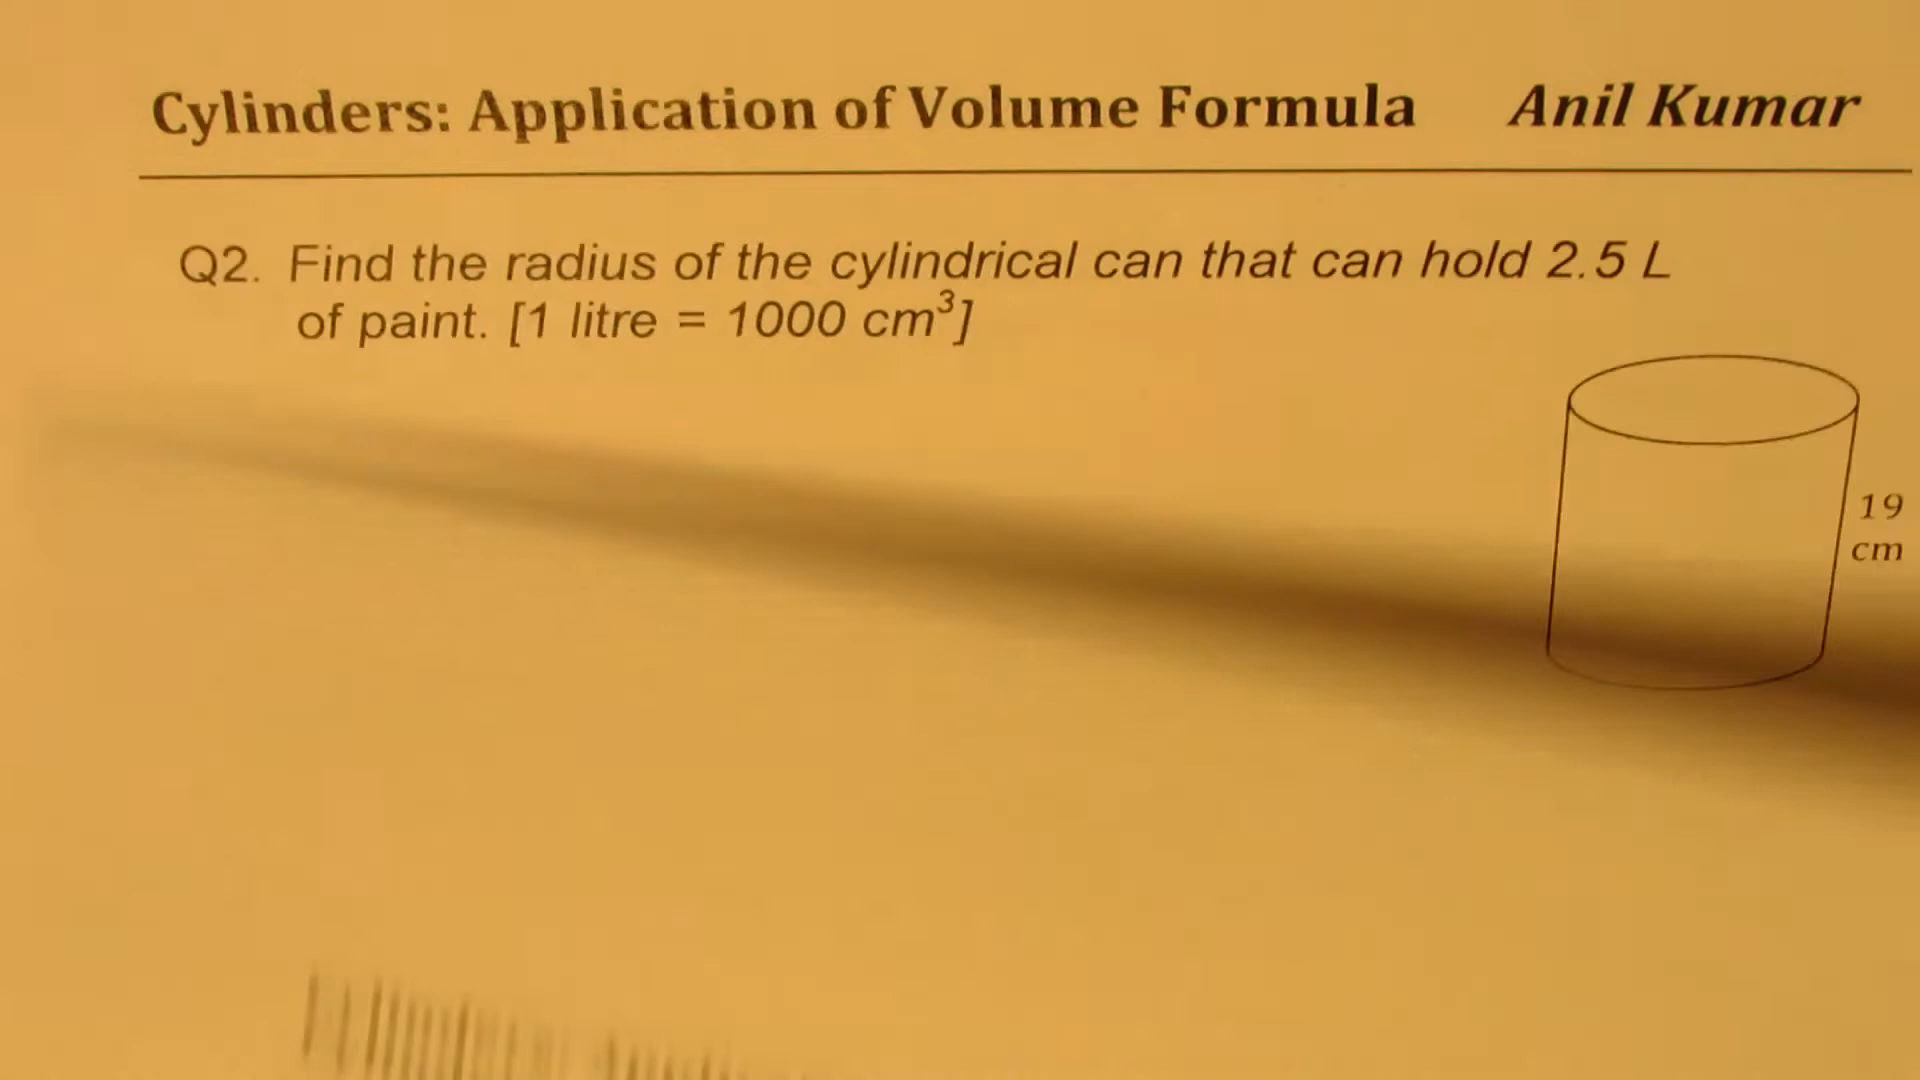 Cylinders: Application of Volume Formula Anil Kumar
Q2. Find the radius of the cylindrical can that can hold 2.5 L
of paint. [1 litre = 1000 cm³]
19
cm